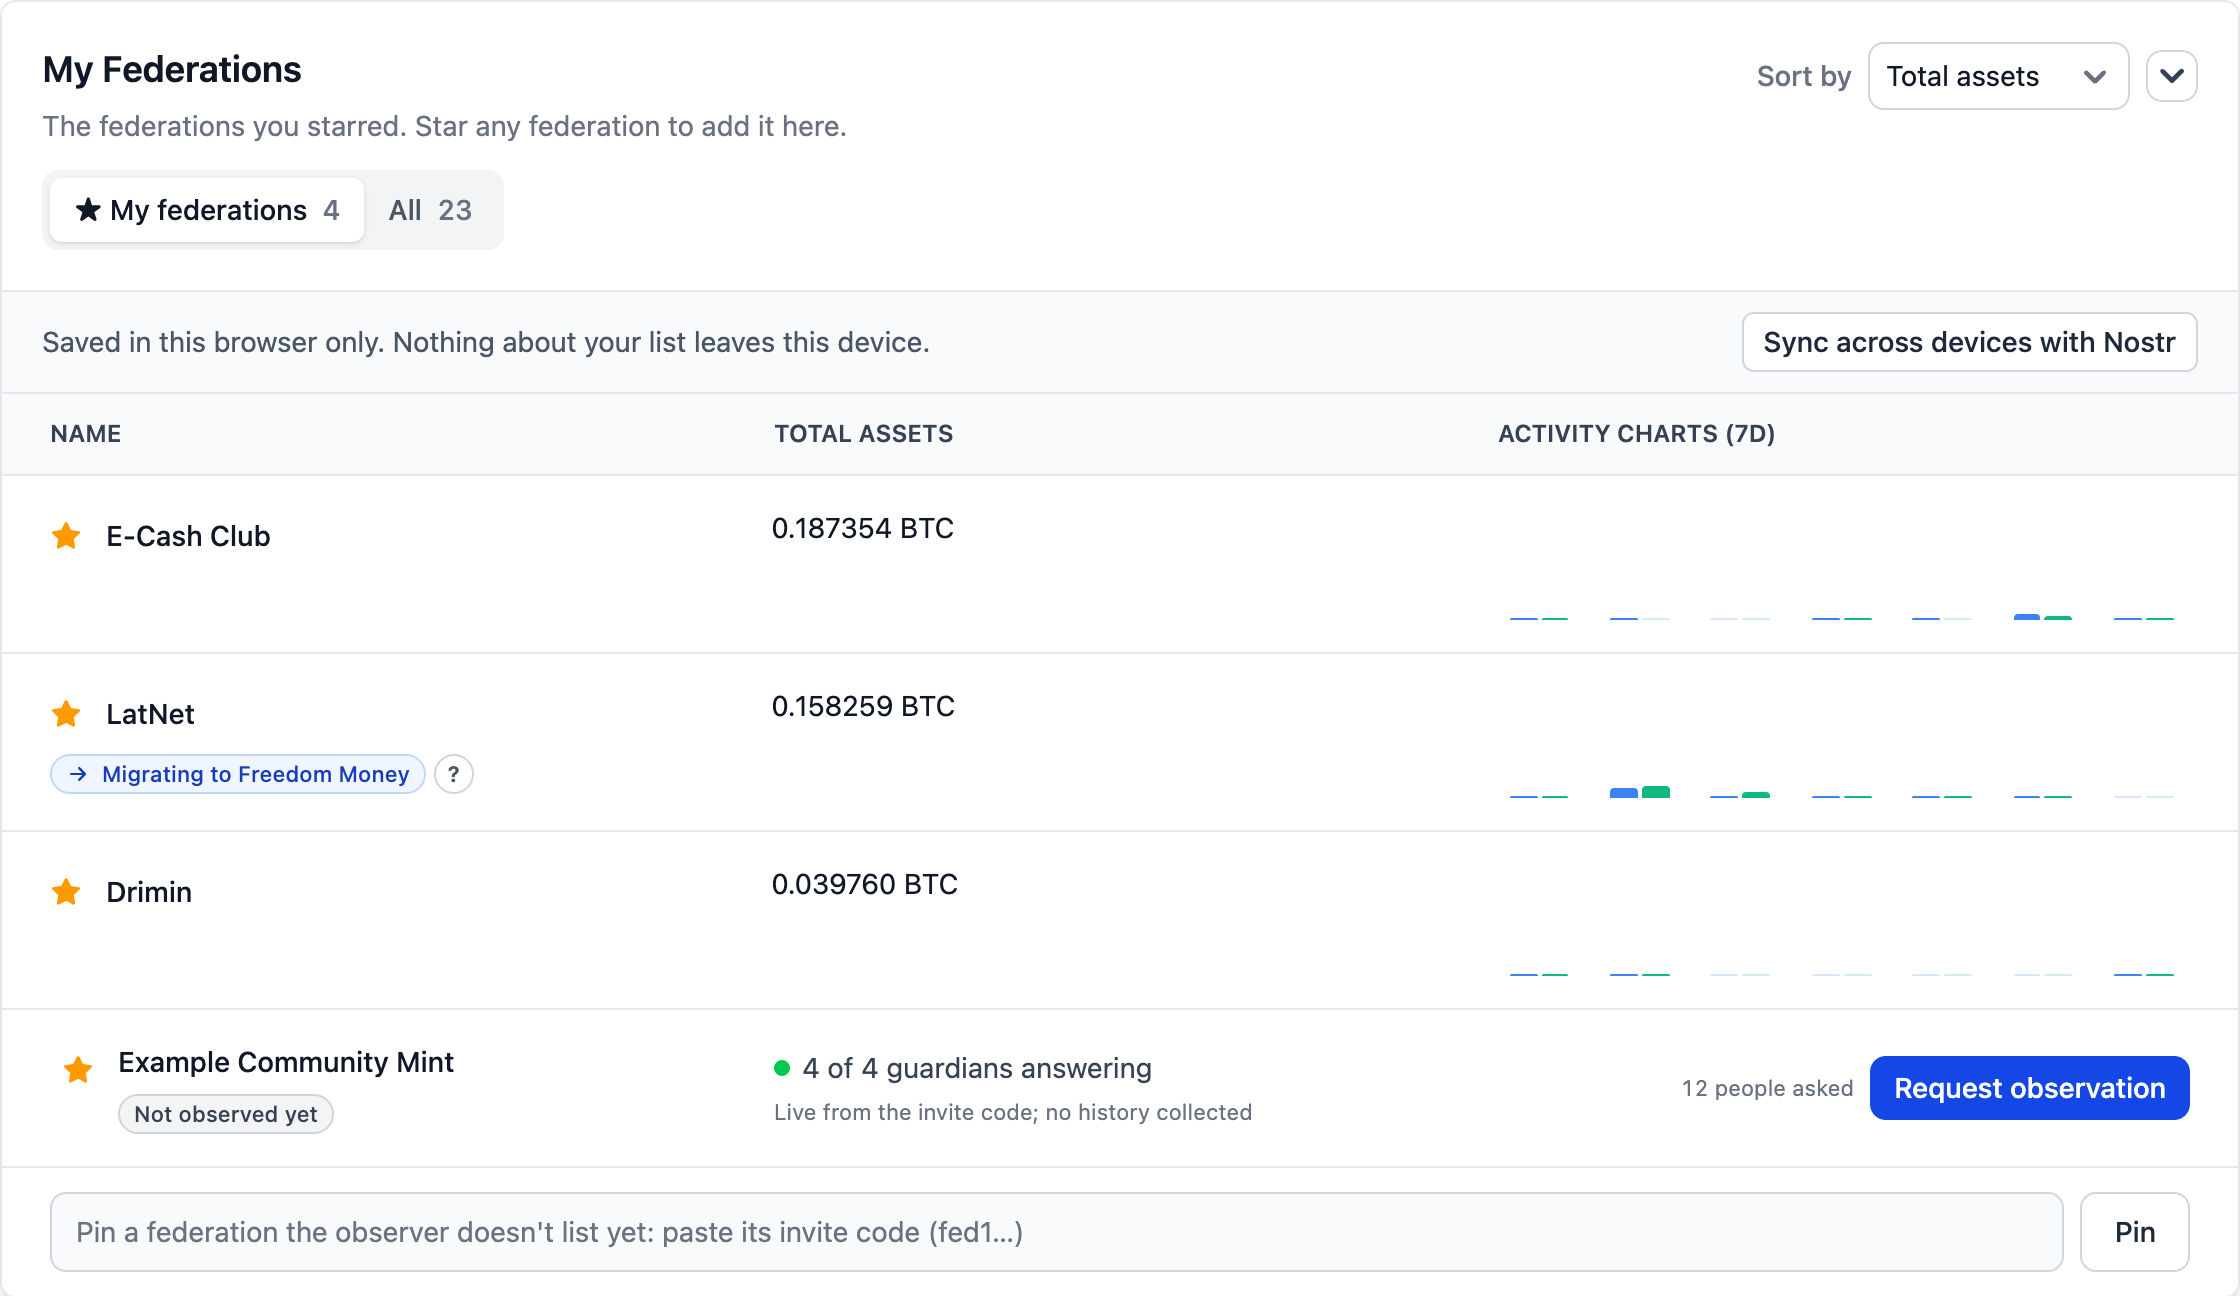 My Federations
Sort by Total assets
The federations you starred. Star any federation to add it here.
My federations 4 All 23
Saved in this browser only. Nothing about your list leaves this device.
Sync across devices with Nostr
NAME TOTAL ASSETS ACTIVITY CHARTS (7D)
E-Cash Club 0.187354 BTC
LatNet 0.158259 BTC
→ Migrating to Freedom Money ?
Drimin 0.039760 BTC
Example Community Mint
Not observed yet
4 of 4 guardians answering
Live from the invite code; no history collected
12 people asked Request observation
Pin a federation the observer doesn't list yet: paste its invite code (fed1...) Pin